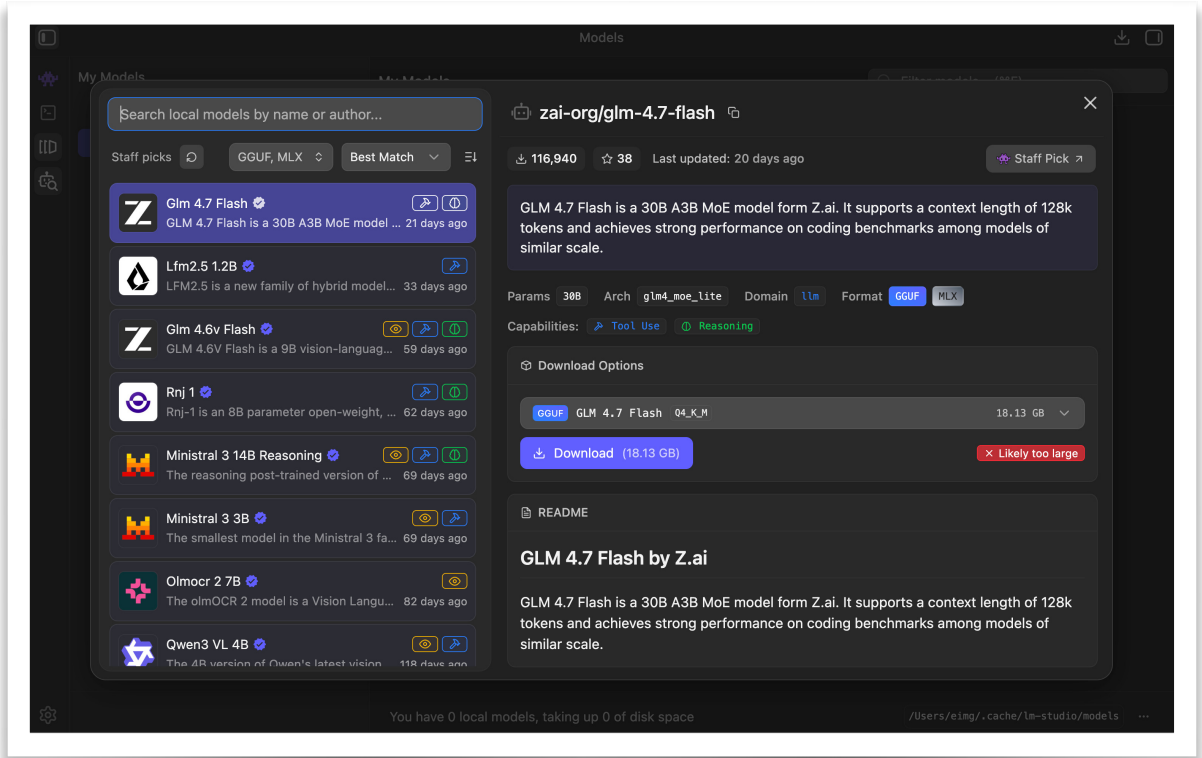 Models
My Models
My Models
Filter models... (⌘F)
Search local models by name or author...
Staff picks
GGUF, MLX
Best Match
Glm 4.7 Flash
GLM 4.7 Flash is a 30B A3B MoE model ... 21 days ago
Lfm2.5 1.2B
LFM2.5 is a new family of hybrid model... 33 days ago
Glm 4.6v Flash
GLM 4.6V Flash is a 9B vision-languag... 59 days ago
Rnj 1
Rnj-1 is an 8B parameter open-weight, ... 62 days ago
Ministral 3 14B Reasoning
The reasoning post-trained version of ... 69 days ago
Ministral 3 3B
The smallest model in the Ministral 3 fa... 69 days ago
Olmocr 2 7B
The olmOCR 2 model is a Vision Langu... 82 days ago
Qwen3 VL 4B
The 4B version of Qwen's latest vision 118 days ago
zai-org/glm-4.7-flash
116,940
38
Last updated: 20 days ago
Staff Pick
GLM 4.7 Flash is a 30B A3B MoE model form Z.ai. It supports a context length of 128k
tokens and achieves strong performance on coding benchmarks among models of
similar scale.
Params 30B Arch glm4_moe_lite Domain llm Format GGUF MLX
Capabilities: Tool Use Reasoning
Download Options
GGUF GLM 4.7 Flash Q4_K_M 18.13 GB
Download (18.13 GB)
Likely too large
README
GLM 4.7 Flash by Z.ai
GLM 4.7 Flash is a 30B A3B MoE model form Z.ai. It supports a context length of 128k
tokens and achieves strong performance on coding benchmarks among models of
similar scale.
You have 0 local models, taking up 0 of disk space
/Users/eimg/.cache/lm-studio/models